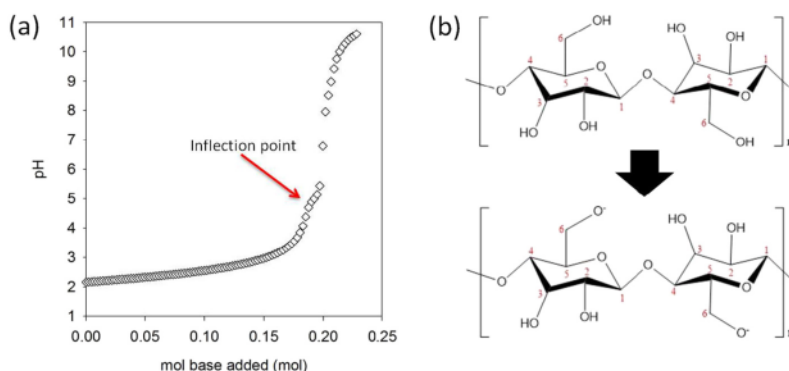 (a)
11
10
9
8
7
6
5
4
3
2
1
pH
Inflection point
0.00 0.05 0.10 0.15 0.20 0.25
mol base added (mol)
(b)
OH
6
4
O
5
2
HO
3
OH
1
O
HO
OH
3
2
1
4
5
O
6
OH
O
n
O⁻
6
4
O
5
2
HO
3
OH
1
O
HO
OH
3
2
1
4
5
O
6
O⁻
O
n